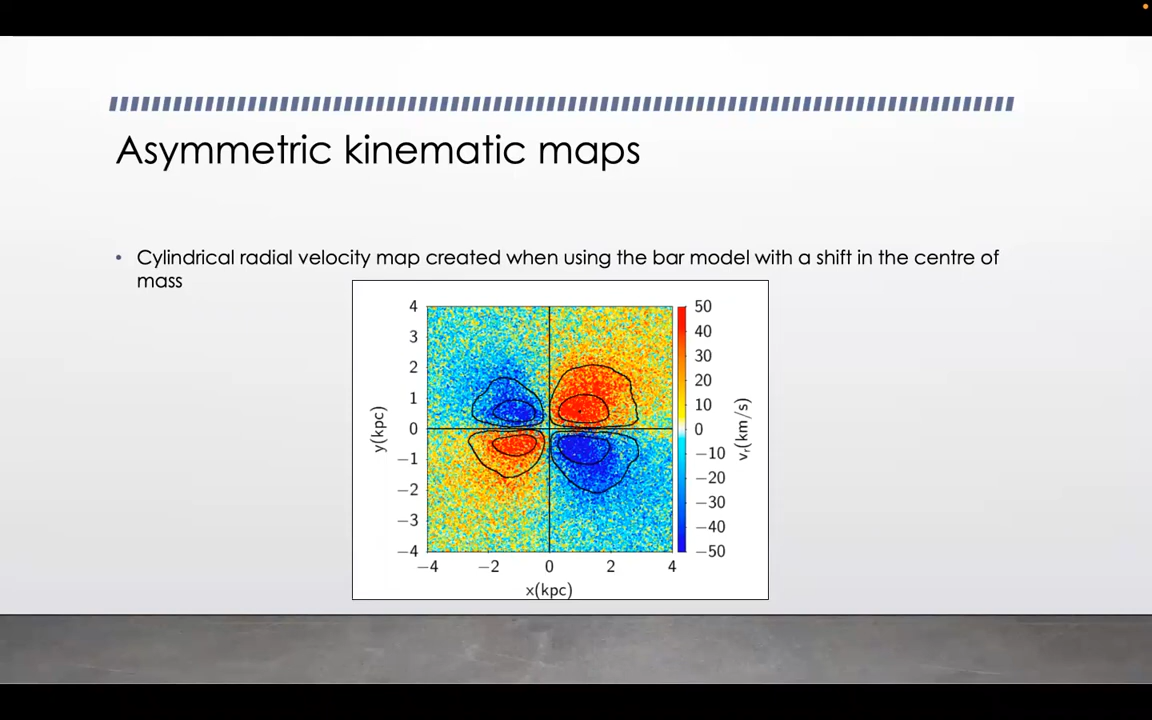 Asymmetric kinematic maps
• Cylindrical radial velocity map created when using the bar model with a shift in the centre of
mass
4
3
2
1
0
−1
−2
−3
−4
y(kpc)
−4 −2 0 2 4
x(kpc)
50
40
30
20
10
0
−10
−20
−30
−40
−50
vr(km/s)